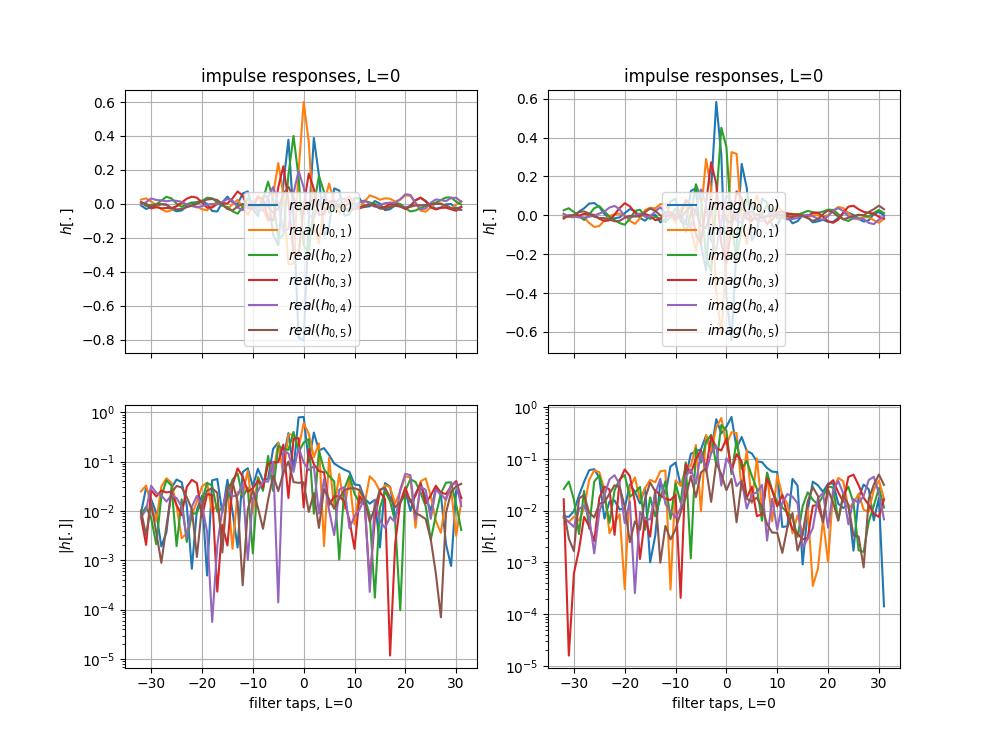 impulse responses, L=0
0.6
0.4
0.2
0.0
−0.2
−0.4
−0.6
−0.8
h[.]
real(h0,0)
real(h0,1)
real(h0,2)
real(h0,3)
real(h0,4)
real(h0,5)
impulse responses, L=0
0.6
0.4
0.2
0.0
−0.2
−0.4
−0.6
h[.]
imag(h0,0)
imag(h0,1)
imag(h0,2)
imag(h0,3)
imag(h0,4)
imag(h0,5)
10⁰
10⁻¹
10⁻²
10⁻³
10⁻⁴
10⁻⁵
|h[.]|
−30 −20 −10 0 10 20 30
filter taps, L=0
10⁰
10⁻¹
10⁻²
10⁻³
10⁻⁴
10⁻⁵
|h[.]|
−30 −20 −10 0 10 20 30
filter taps, L=0